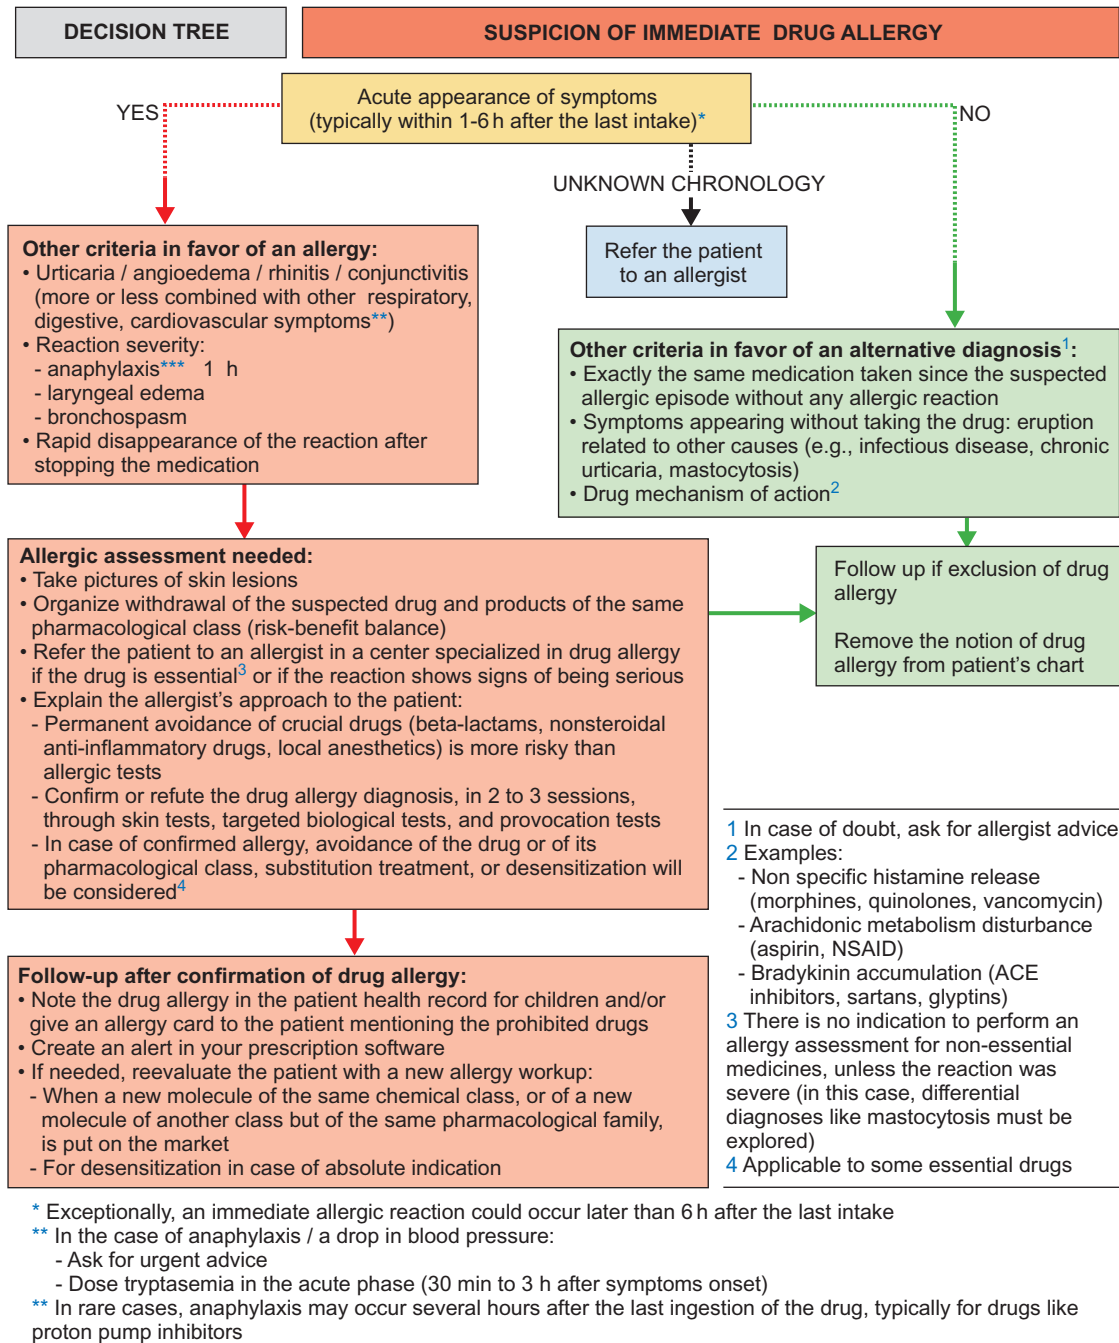 DECISION TREE
SUSPICION OF IMMEDIATE DRUG ALLERGY
Acute appearance of symptoms
(typically within 1-6 h after the last intake)*
YES
NO
UNKNOWN CHRONOLOGY
Refer the patient
to an allergist
Other criteria in favor of an allergy:
• Urticaria / angioedema / rhinitis / conjunctivitis
(more or less combined with other respiratory,
digestive, cardiovascular symptoms**)
• Reaction severity:
- anaphylaxis*** 1 h
- laryngeal edema
- bronchospasm
• Rapid disappearance of the reaction after
stopping the medication
Other criteria in favor of an alternative diagnosis1:
• Exactly the same medication taken since the suspected
allergic episode without any allergic reaction
• Symptoms appearing without taking the drug: eruption
related to other causes (e.g., infectious disease, chronic
urticaria, mastocytosis)
• Drug mechanism of action2
Allergic assessment needed:
• Take pictures of skin lesions
• Organize withdrawal of the suspected drug and products of the same
pharmacological class (risk-benefit balance)
• Refer the patient to an allergist in a center specialized in drug allergy
if the drug is essential3 or if the reaction shows signs of being serious
• Explain the allergist's approach to the patient:
- Permanent avoidance of crucial drugs (beta-lactams, nonsteroidal
anti-inflammatory drugs, local anesthetics) is more risky than
allergic tests
- Confirm or refute the drug allergy diagnosis, in 2 to 3 sessions,
through skin tests, targeted biological tests, and provocation tests
- In case of confirmed allergy, avoidance of the drug or of its
pharmacological class, substitution treatment, or desensitization will
be considered4
Follow up if exclusion of drug
allergy
Remove the notion of drug
allergy from patient's chart
Follow-up after confirmation of drug allergy:
• Note the drug allergy in the patient health record for children and/or
give an allergy card to the patient mentioning the prohibited drugs
• Create an alert in your prescription software
• If needed, reevaluate the patient with a new allergy workup:
- When a new molecule of the same chemical class, or of a new
molecule of another class but of the same pharmacological family,
is put on the market
- For desensitization in case of absolute indication
1 In case of doubt, ask for allergist advice
2 Examples:
- Non specific histamine release
(morphines, quinolones, vancomycin)
- Arachidonic metabolism disturbance
(aspirin, NSAID)
- Bradykinin accumulation (ACE
inhibitors, sartans, glyptins)
3 There is no indication to perform an
allergy assessment for non-essential
medicines, unless the reaction was
severe (in this case, differential
diagnoses like mastocytosis must be
explored)
4 Applicable to some essential drugs
* Exceptionally, an immediate allergic reaction could occur later than 6 h after the last intake
** In the case of anaphylaxis / a drop in blood pressure:
- Ask for urgent advice
- Dose tryptasemia in the acute phase (30 min to 3 h after symptoms onset)
** In rare cases, anaphylaxis may occur several hours after the last ingestion of the drug, typically for drugs like
proton pump inhibitors